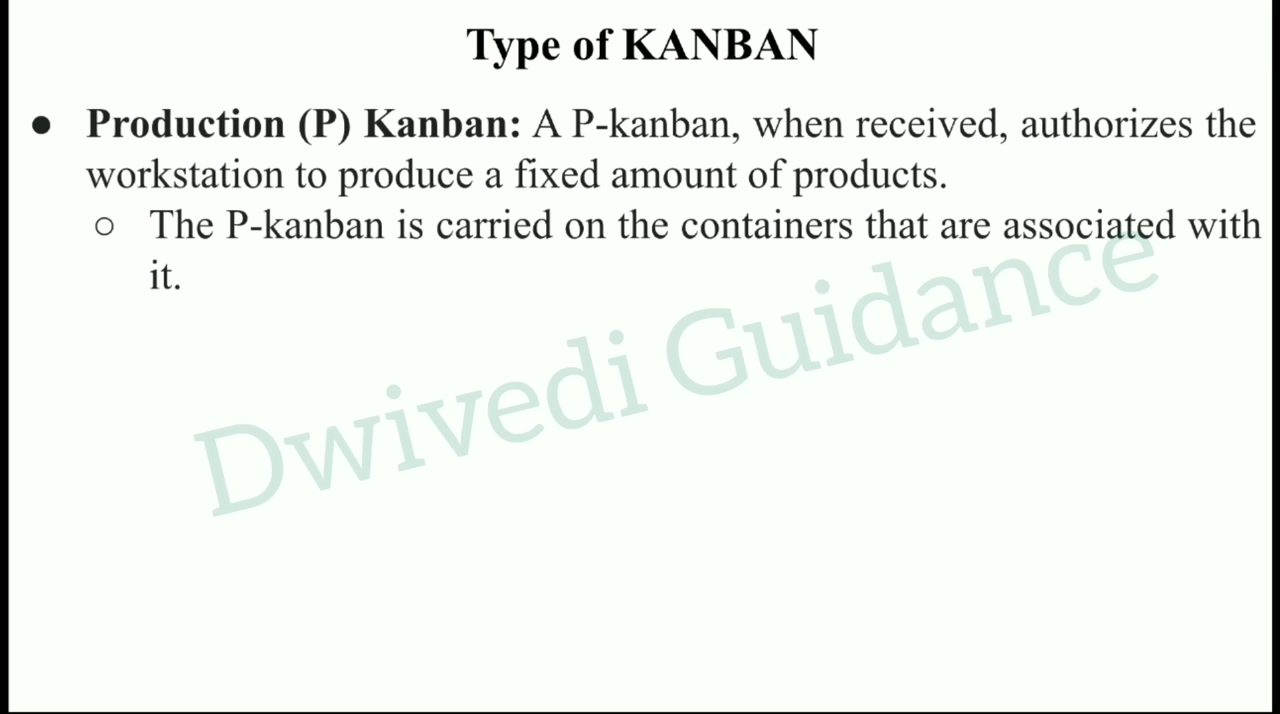 Type of KANBAN
● Production (P) Kanban: A P-kanban, when received, authorizes the
workstation to produce a fixed amount of products.
○ The P-kanban is carried on the containers that are associated with
it.
Dwivedi Guidance